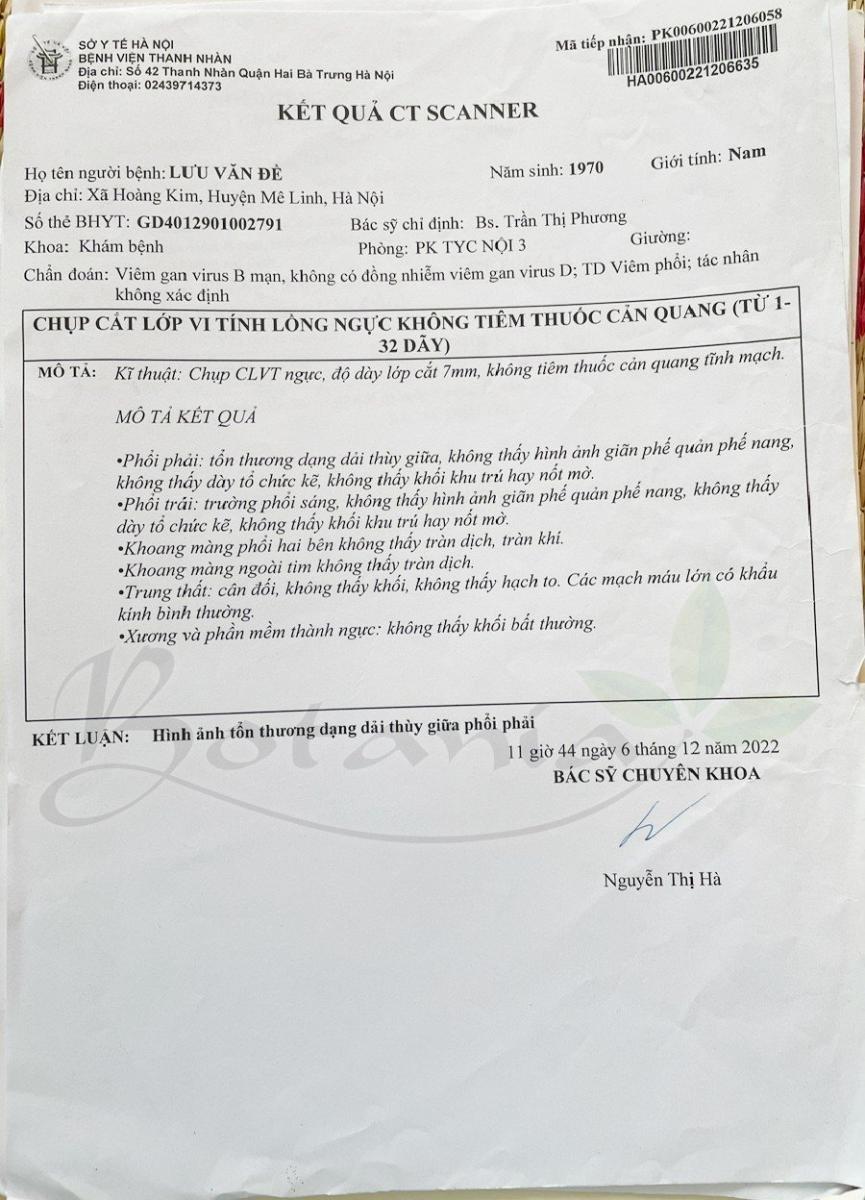 SỞ Y TẾ HÀ NỘI
BỆNH VIỆN THANH NHÀN
Địa chỉ: Số 42 Thanh Nhàn Quận Hai Bà Trưng Hà Nội
Điện thoại: 02439714373
Mã tiếp nhận: PK00600221206058
HA00600221206635
KẾT QUẢ CT SCANNER
Họ tên người bệnh: LƯU VĂN ĐÈ Năm sinh: 1970 Giới tính: Nam
Địa chỉ: Xã Hoàng Kim, Huyện Mê Linh, Hà Nội
Số thẻ BHYT: GD4012901002791 Bác sỹ chỉ định: Bs. Trần Thị Phương
Khoa: Khám bệnh Phòng: PK TYC NỘI 3 Giường:
Chẩn đoán: Viêm gan virus B mạn, không có đồng nhiễm viêm gan virus D; TD Viêm phổi; tác nhân
không xác định
CHỤP CẮT LỚP VI TÍNH LỒNG NGỰC KHÔNG TIÊM THUỐC CẢN QUANG (TỪ 1-
32 DÃY)
MÔ TẢ: Kĩ thuật: Chụp CLVT ngực, độ dày lớp cắt 7mm, không tiêm thuốc cản quang tĩnh mạch.
MÔ TẢ KẾT QUẢ
•Phổi phải: tổn thương dạng dải thùy giữa, không thấy hình ảnh giãn phế quản phế nang,
không thấy dày tổ chức kẽ, không thấy khối khu trú hay nốt mờ.
•Phổi trái: trường phổi sáng, không thấy hình ảnh giãn phế quản phế nang, không thấy
dày tổ chức kẽ, không thấy khối khu trú hay nốt mờ.
•Khoang màng phổi hai bên không thấy tràn dịch, tràn khí.
•Khoang màng ngoài tim không thấy tràn dịch.
•Trung thất: cân đối, không thấy khối, không thấy hạch to. Các mạch máu lớn có khẩu
kính bình thường.
•Xương và phần mềm thành ngực: không thấy khối bất thường.
Botania
KẾT LUẬN: Hình ảnh tổn thương dạng dải thùy giữa phổi phải
11 giờ 44 ngày 6 tháng 12 năm 2022
BÁC SỸ CHUYÊN KHOA
Nguyễn Thị Hà